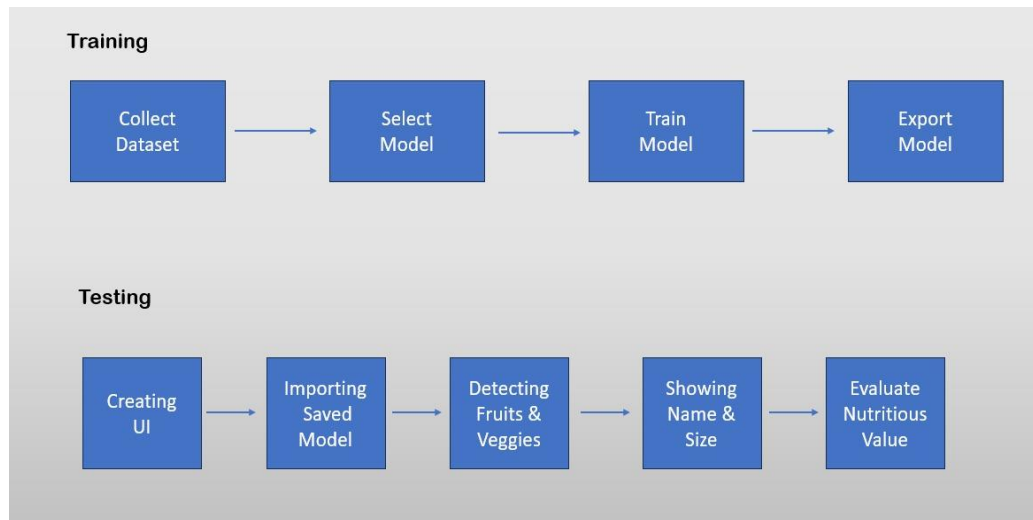 Training
Collect
Dataset
Select
Model
Train
Model
Export
Model
Testing
Creating
UI
Importing
Saved
Model
Detecting
Fruits &
Veggies
Showing
Name &
Size
Evaluate
Nutritious
Value